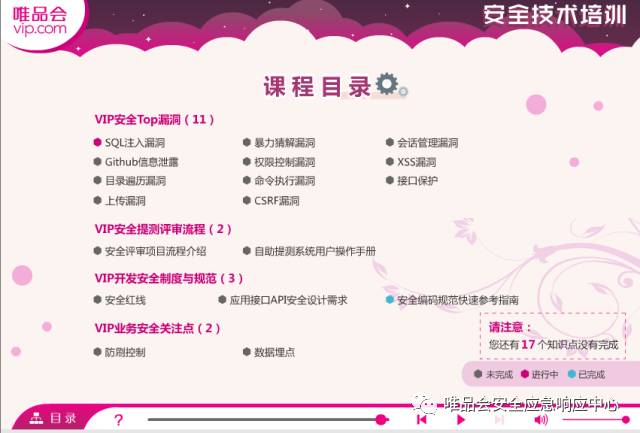 唯品会
vip.com
安全技术培训
课程目录
VIP安全Top漏洞（11）
SQL注入漏洞 暴力猜解漏洞 会话管理漏洞
Github信息泄露 权限控制漏洞 XSS漏洞
目录遍历漏洞 命令执行漏洞 接口保护
上传漏洞 CSRF漏洞
VIP安全提测评审流程（2）
安全评审项目流程介绍 自助提测系统用户操作手册
VIP开发安全制度与规范（3）
安全红线 应用接口API安全设计需求 安全编码规范快速参考指南
VIP业务安全关注点（2）
防刷控制 数据埋点
请注意：
您还有 17 个知识点没有完成
未完成 进行中 已完成
目录 ?
唯品会安全应急响应中心